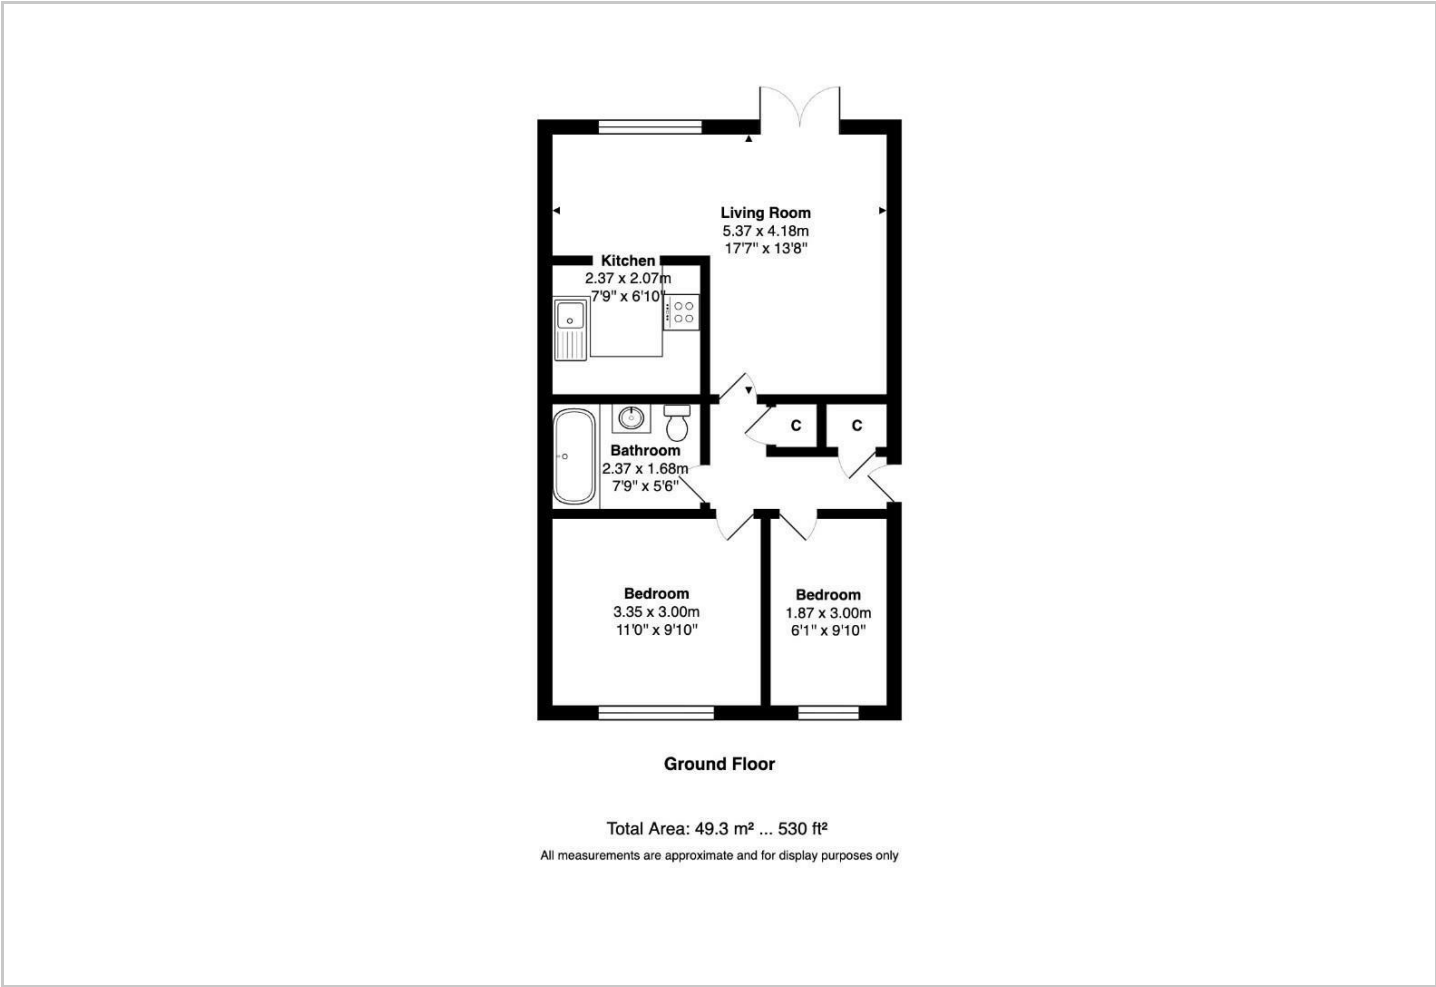 Living Room
5.37 x 4.18m
17'7" x 13'8"
Kitchen
2.37 x 2.07m
7'9" x 6'10"
C
C
Bathroom
2.37 x 1.68m
7'9" x 5'6"
Bedroom
3.35 x 3.00m
11'0" x 9'10"
Bedroom
1.87 x 3.00m
6'1" x 9'10"
Ground Floor
Total Area: 49.3 m² ... 530 ft²
All measurements are approximate and for display purposes only